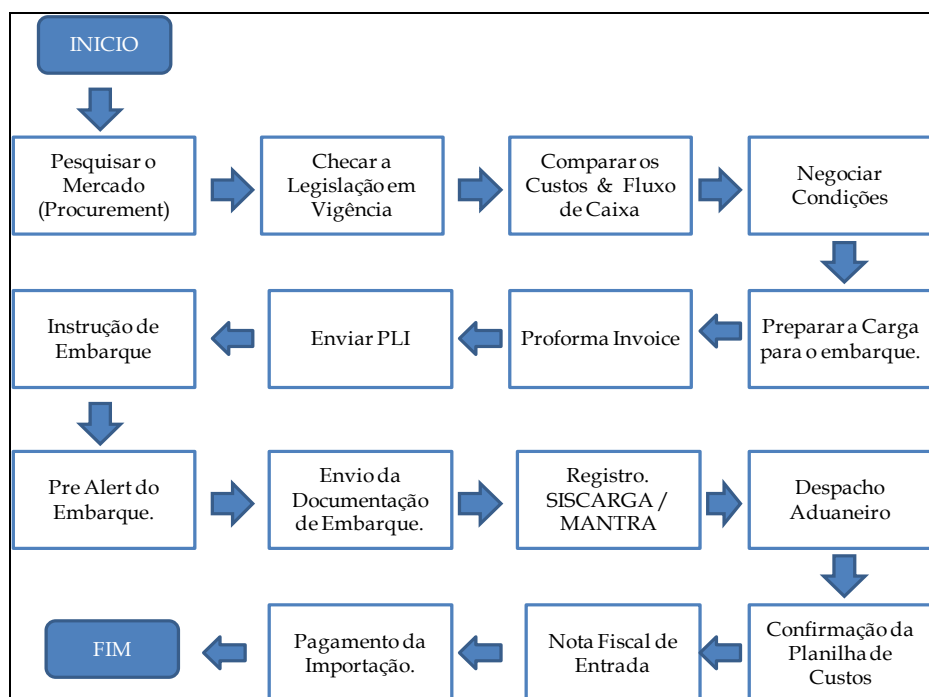 INICIO
Pesquisar o
Mercado
(Procurement)
Checar a
Legislação em
Vigência
Comparar os
Custos & Fluxo
de Caixa
Negociar
Condições
Preparar a Carga
para o embarque.
Proforma Invoice
Enviar PLI
Instrução de
Embarque
Pre Alert do
Embarque.
Envio da
Documentação
de Embarque.
Registro.
SISCARGA /
MANTRA
Despacho
Aduaneiro
Confirmação da
Planilha de
Custos
Nota Fiscal de
Entrada
Pagamento da
Importação.
FIM